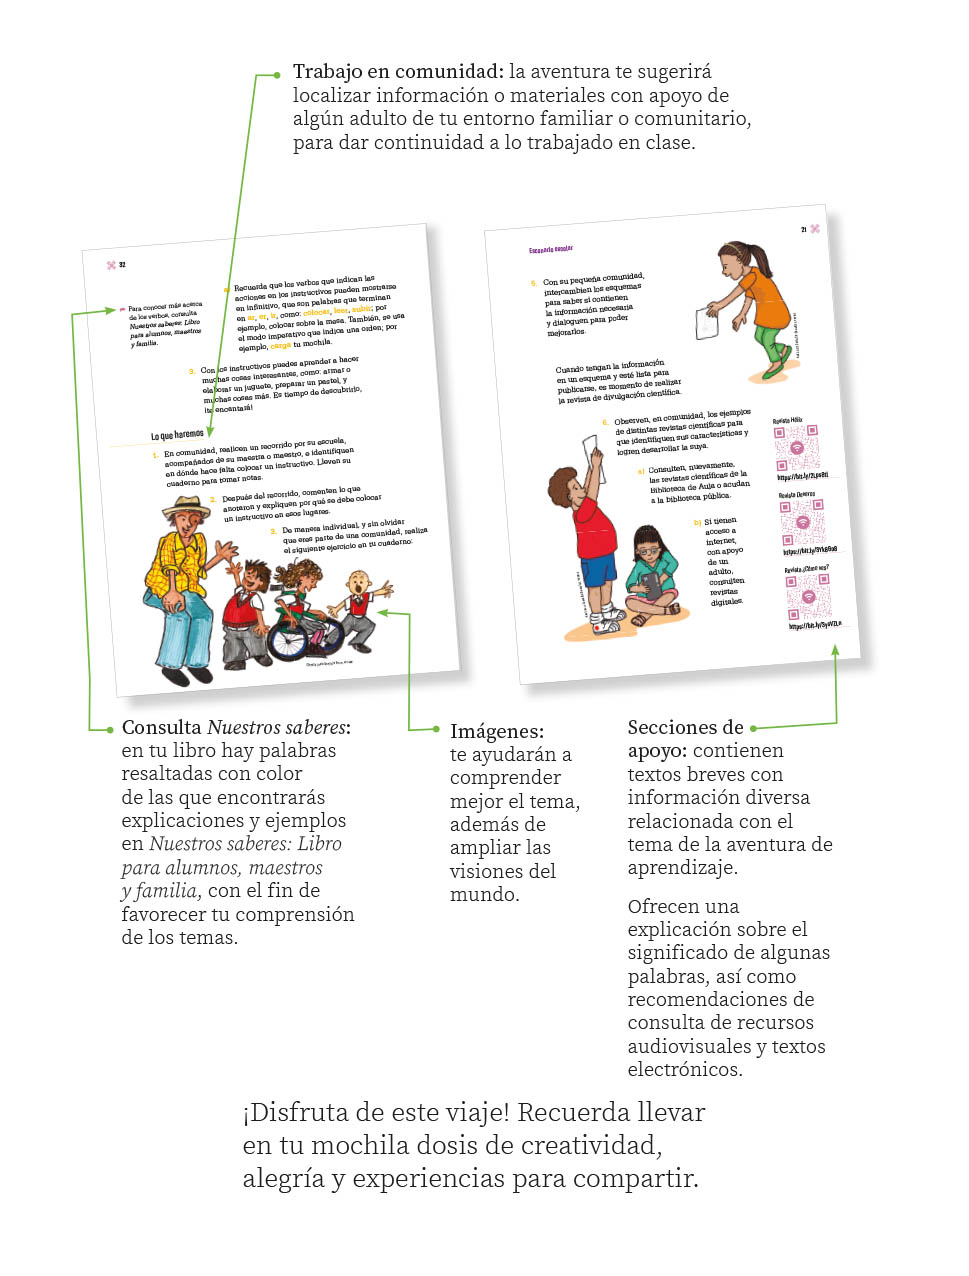 Trabajo en comunidad: la aventura te sugerirá
localizar información o materiales con apoyo de
algún adulto de tu entorno familiar o comunitario,
para dar continuidad a lo trabajado en clase.
32
Para conocer más acerca
de los verbos, consulta
Nuestros saberes: Libro
para alumnos, maestros
y familia.
Recuerda que los verbos que indican las
acciones en los instructivos pueden mostrarse
en infinitivo, que son palabras que terminan
en ar, er, ir, como: colocar, leer, subir; por
ejemplo, colocar sobre la mesa. También, se usa
el modo imperativo que indica una orden; por
ejemplo, carga tu mochila.
3. Con los instructivos puedes aprender a hacer
muchas cosas interesantes, como: armar o
elaborar un juguete, preparar un pastel, y
muchas cosas más. Es tiempo de descubrirlo,
¡te encantará!
Lo que haremos
1. En comunidad, realicen un recorrido por su escuela,
acompañados de su maestra o maestro, e identifiquen
en dónde hace falta colocar un instructivo. Lleven su
cuaderno para tomar notas.
2. Después del recorrido, comenten lo que
anotaron y expliquen por qué se debe colocar
un instructivo en esos lugares.
3. De manera individual, y sin olvidar
que eres parte de una comunidad, realiza
el siguiente ejercicio en tu cuaderno:
Escenario escolar
21
5. Con su pequeña comunidad,
intercambien los esquemas
para saber si contienen
la información necesaria
y dialoguen para poder
mejorarlos.
Cuando tengan la información
en un esquema y esté lista para
publicarse, es momento de realizar
la revista de divulgación científica.
6. Observen, en comunidad, los ejemplos
de distintas revistas científicas para
que identifiquen sus características y
logren desarrollar la suya.
a) Consulten, nuevamente,
las revistas científicas de la
Biblioteca de Aula o acudan
a la biblioteca pública.
b) Si tienen
acceso a
internet,
con apoyo
de un
adulto,
consulten
revistas
digitales.
Revista Hélix
Revista Deveras
Revista ¿Cómo ves?
Consulta Nuestros saberes:
en tu libro hay palabras
resaltadas con color
de las que encontrarás
explicaciones y ejemplos
en Nuestros saberes: Libro
para alumnos, maestros
y familia, con el fin de
favorecer tu comprensión
de los temas.
Imágenes:
te ayudarán a
comprender
mejor el tema,
además de
ampliar las
visiones del
mundo.
Secciones de
apoyo: contienen
textos breves con
información diversa
relacionada con el
tema de la aventura de
aprendizaje.
Ofrecen una
explicación sobre el
significado de algunas
palabras, así como
recomendaciones de
consulta de recursos
audiovisuales y textos
electrónicos.
¡Disfruta de este viaje! Recuerda llevar
en tu mochila dosis de creatividad,
alegría y experiencias para compartir.